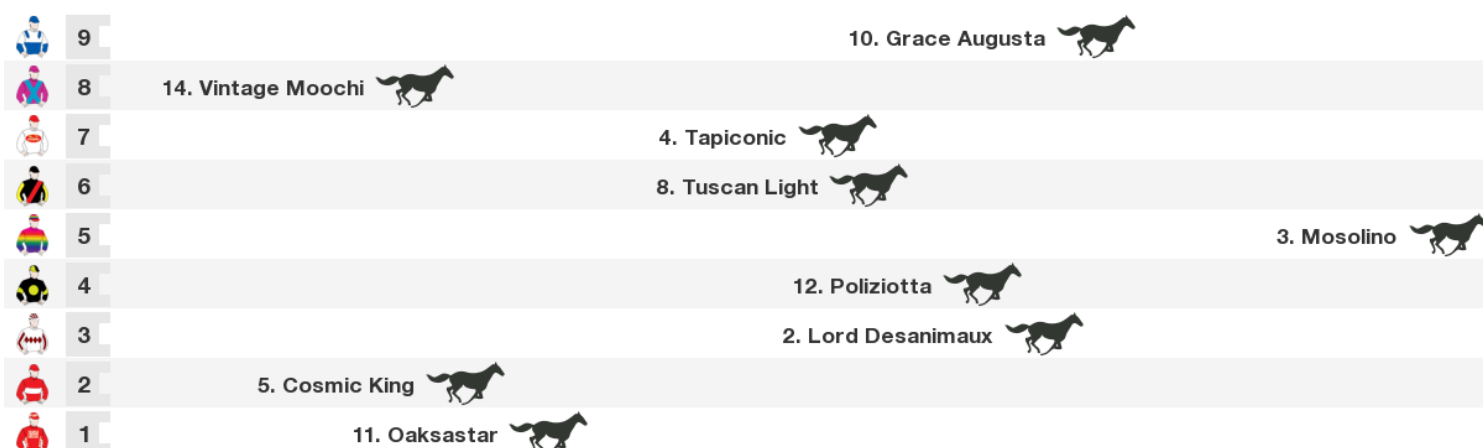 9 10. Grace Augusta
8 14. Vintage Moochi
7 4. Tapiconic
6 8. Tuscan Light
5 3. Mosolino
4 12. Poliziotta
3 2. Lord Desanimaux
2 5. Cosmic King
1 11. Oaksastar